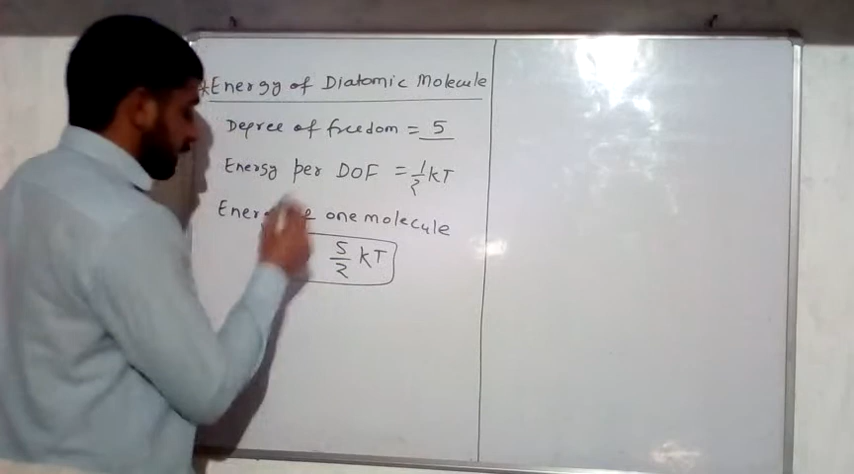 *Energy of Diatomic Molecule
Degree of freedom = 5
Energy per DOF = 1/2 kT
one molecule
5/2 kT